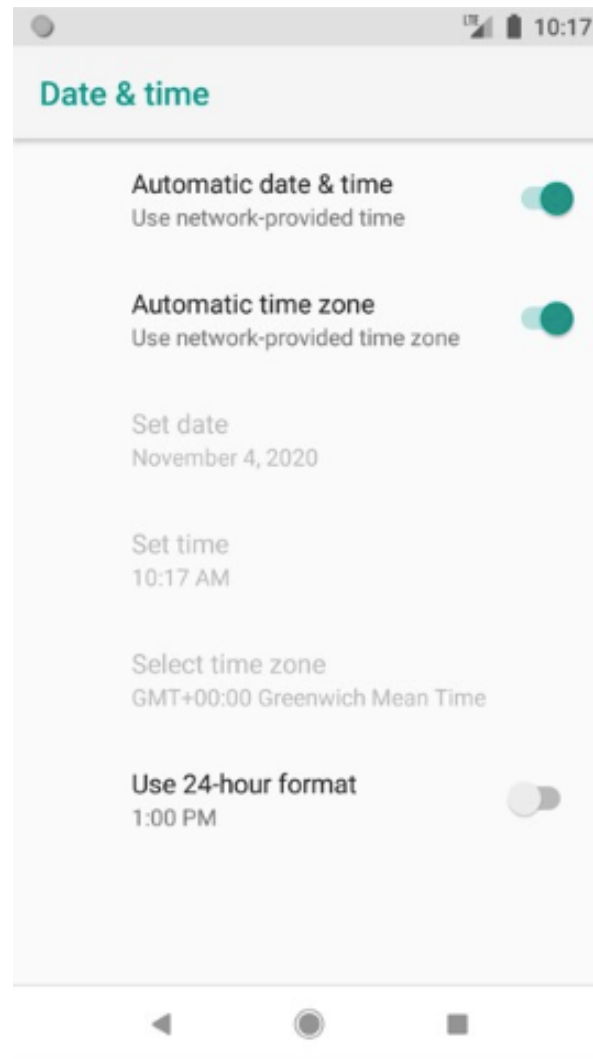 LTE 10:17
Date & time
Automatic date & time
Use network-provided time
Automatic time zone
Use network-provided time zone
Set date
November 4, 2020
Set time
10:17 AM
Select time zone
GMT+00:00 Greenwich Mean Time
Use 24-hour format
1:00 PM